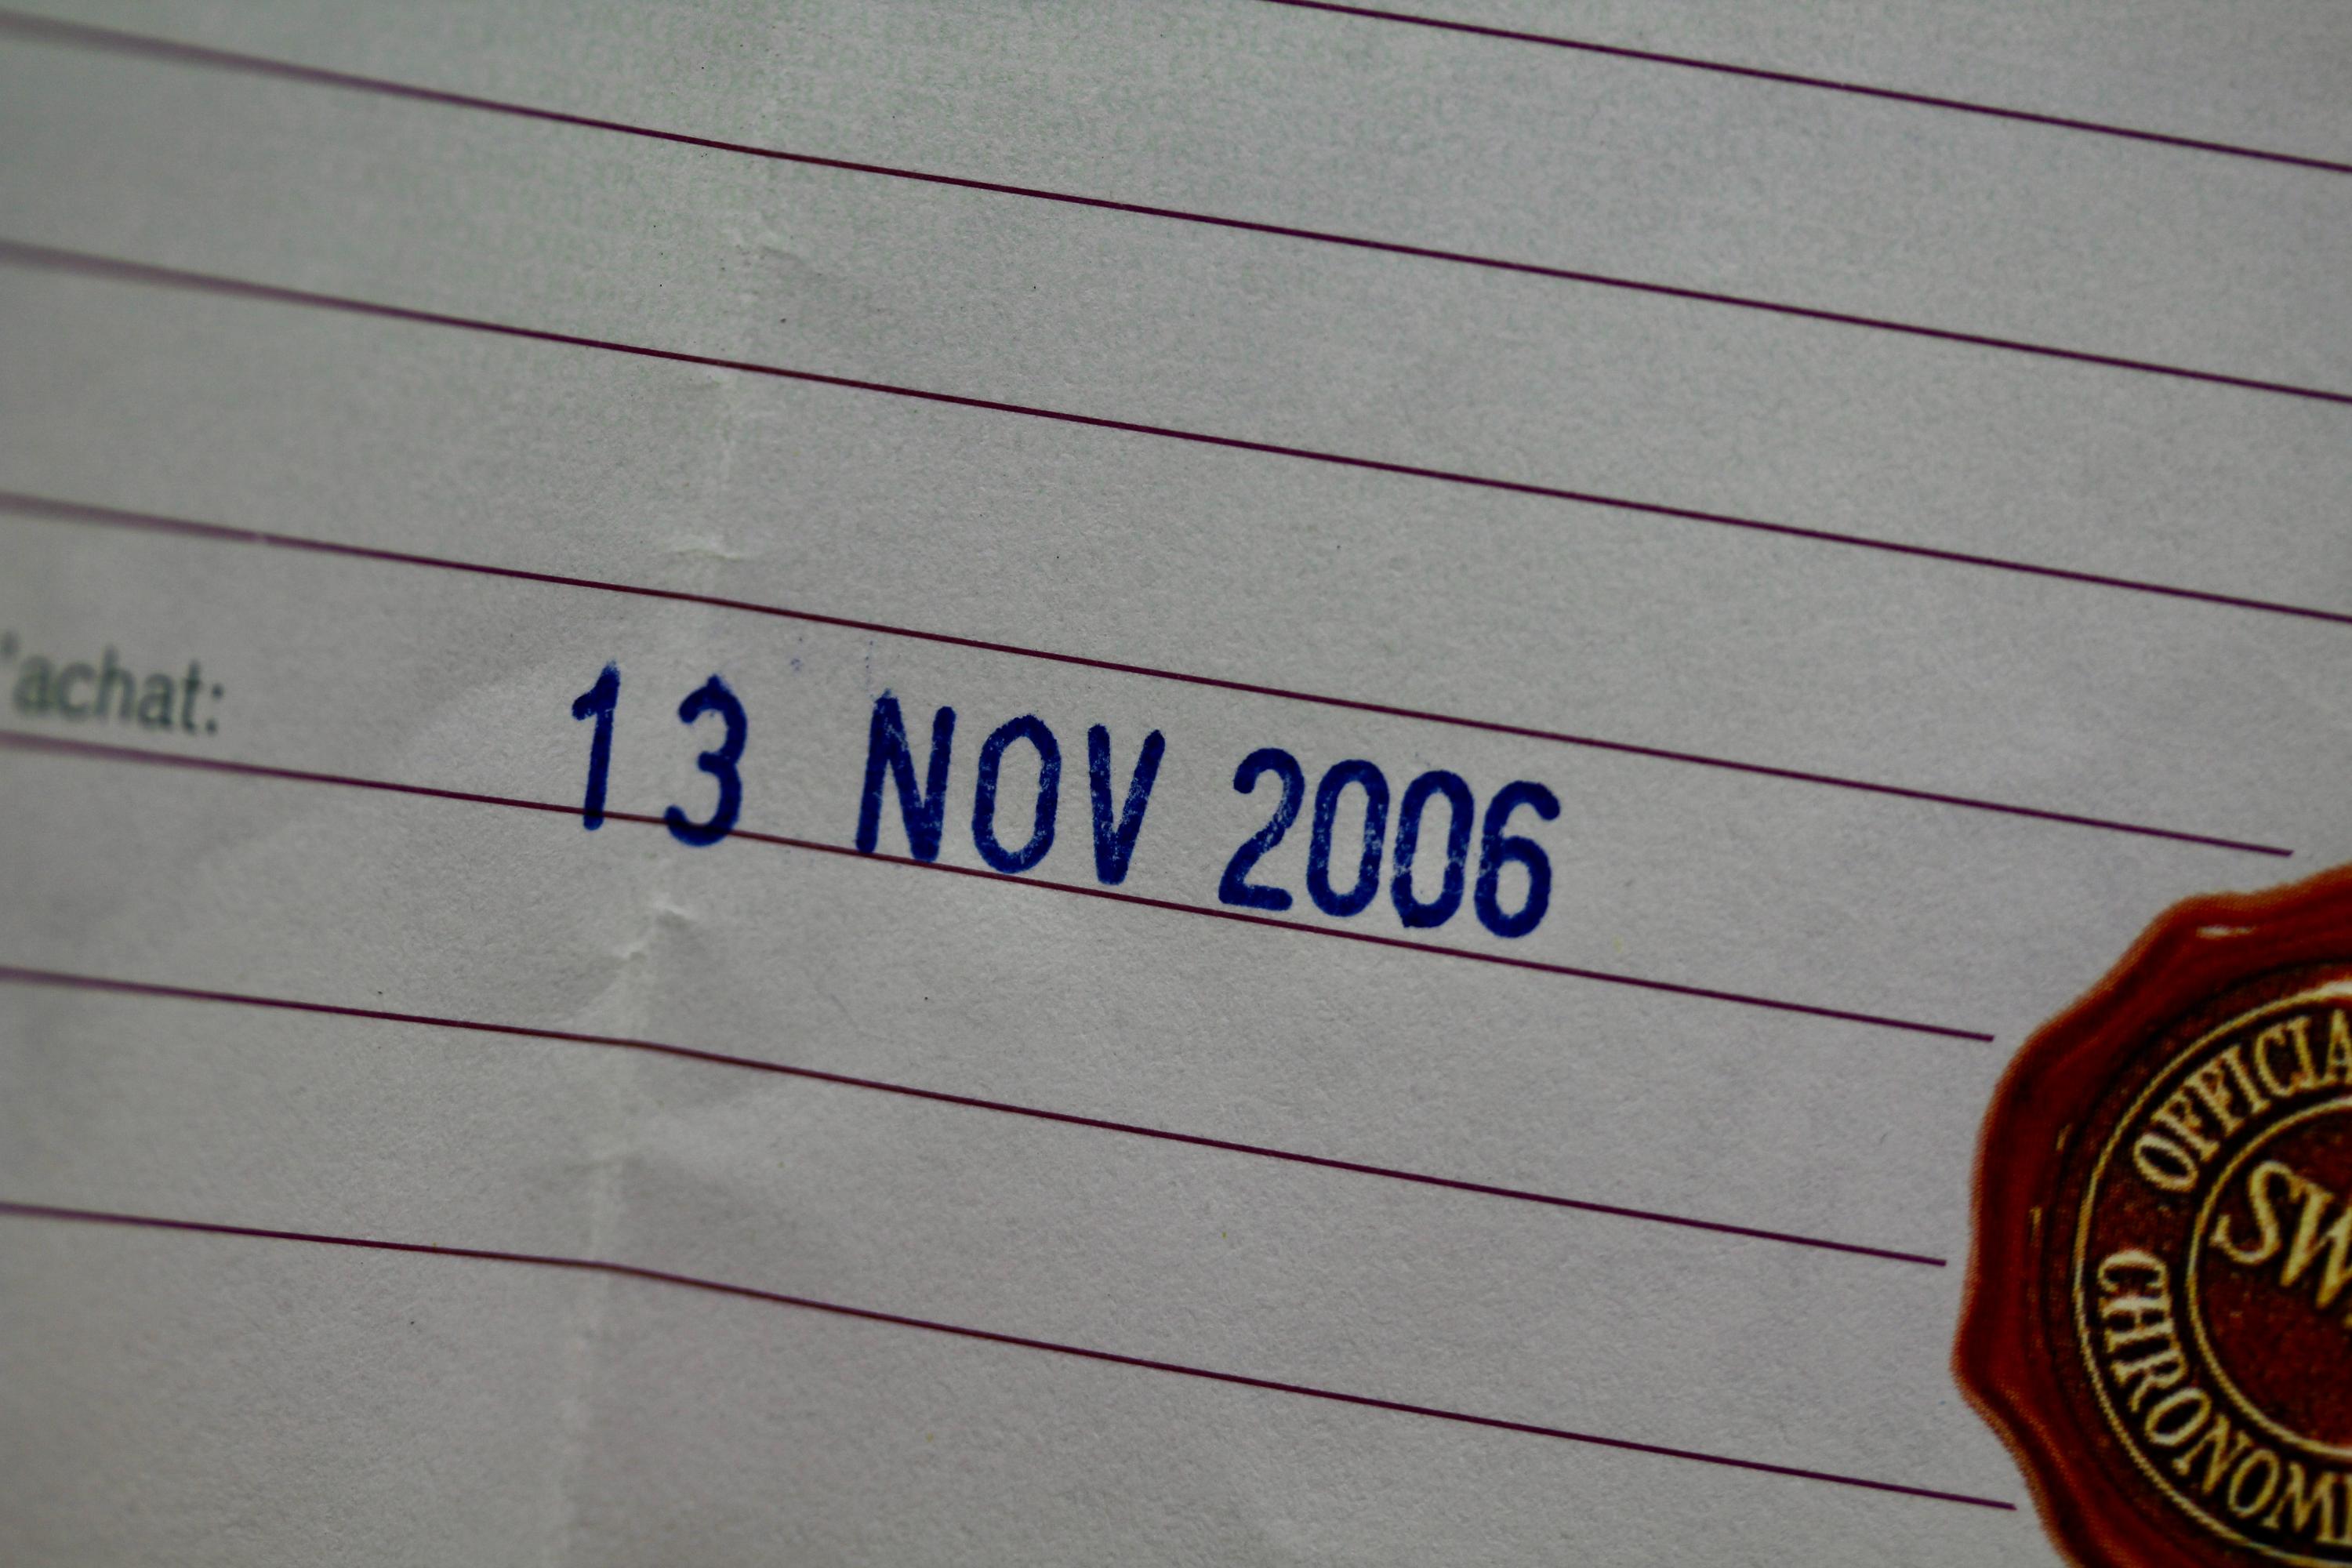 'achat:
13 NOV 2006
OFFICIA
SW
CHRONOM